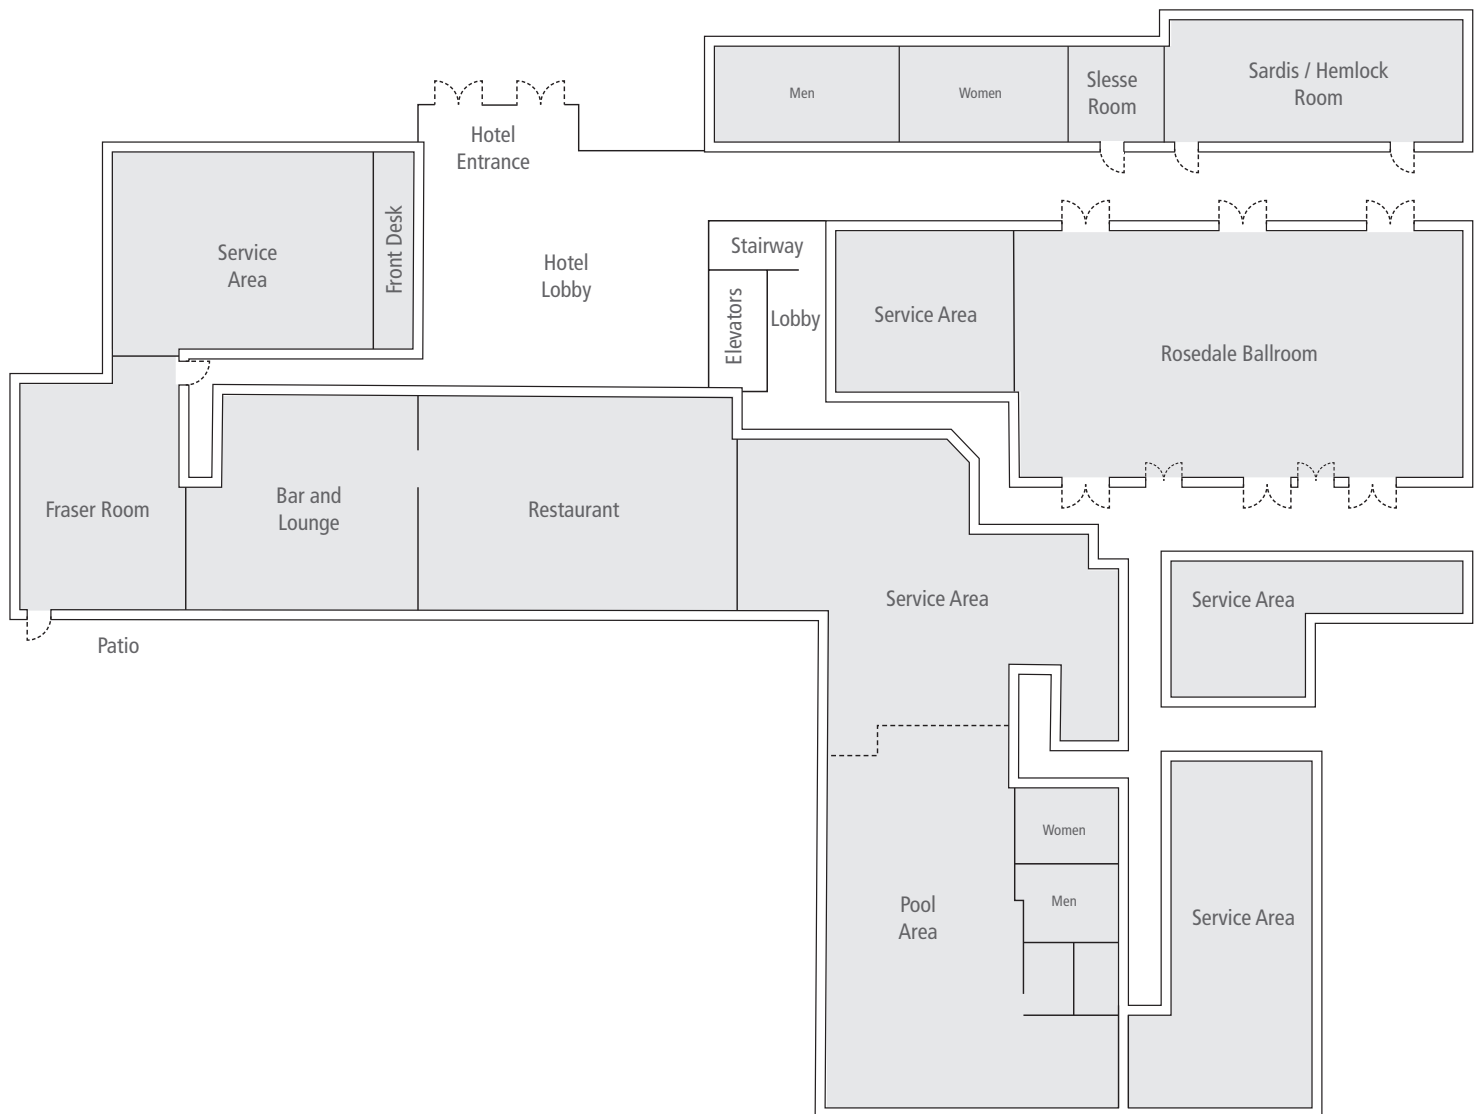 Men
Women
Slesse
Room
Sardis / Hemlock
Room
Hotel
Entrance
Service
Area
Front Desk
Hotel
Lobby
Stairway
Elevators
Lobby
Service Area
Rosedale Ballroom
Fraser Room
Bar and
Lounge
Restaurant
Service Area
Service Area
Patio
Women
Men
Pool
Area
Service Area